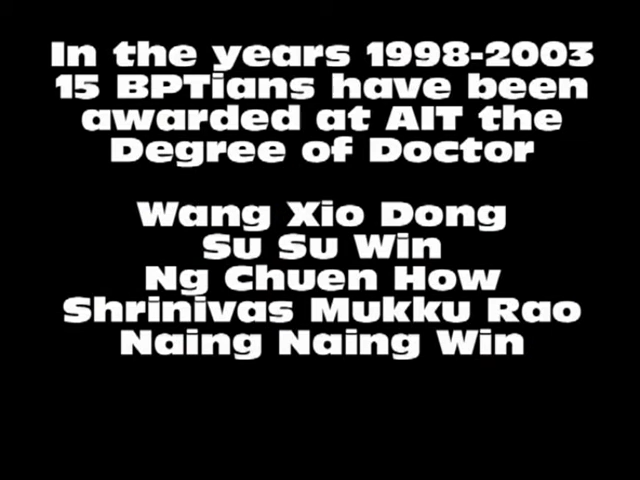 In the years 1998-2003
15 BPTians have been
awarded at AIT the
Degree of Doctor
Wang Xio Dong
Su Su Win
Ng Chuen How
Shrinivas Mukku Rao
Naing Naing Win